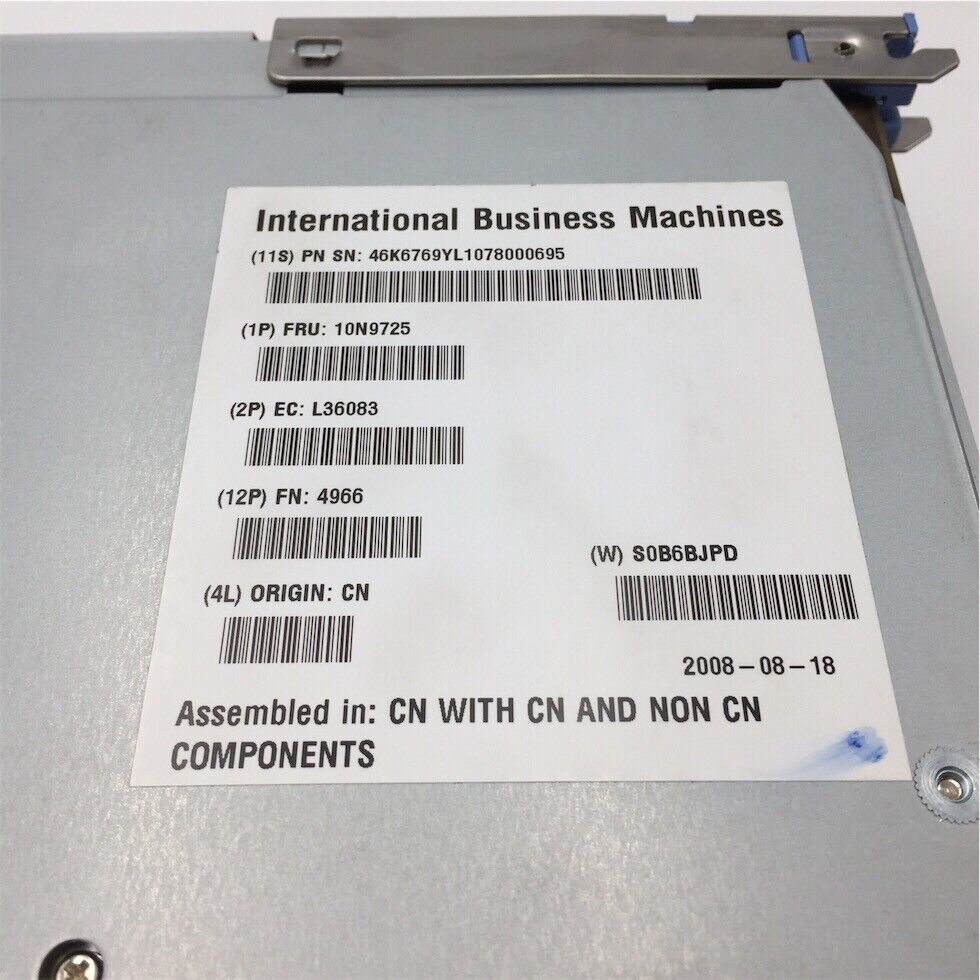 International Business Machines
(11S) PN SN: 46K6769YL1078000695
(1P) FRU: 10N9725
(2P) EC: L36083
(12P) FN: 4966
(W) S0B6BJPD
(4L) ORIGIN: CN
2008-08-18
Assembled in: CN WITH CN AND NON CN
COMPONENTS